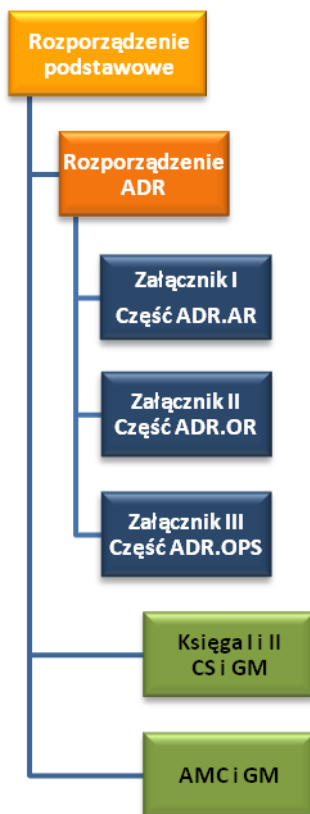 Rozporządzenie
podstawowe
Rozporządzenie
ADR
Załącznik I
Część ADR.AR
Załącznik II
Część ADR.OR
Załącznik III
Część ADR.OPS
Księga I i II
CS i GM
AMC i GM